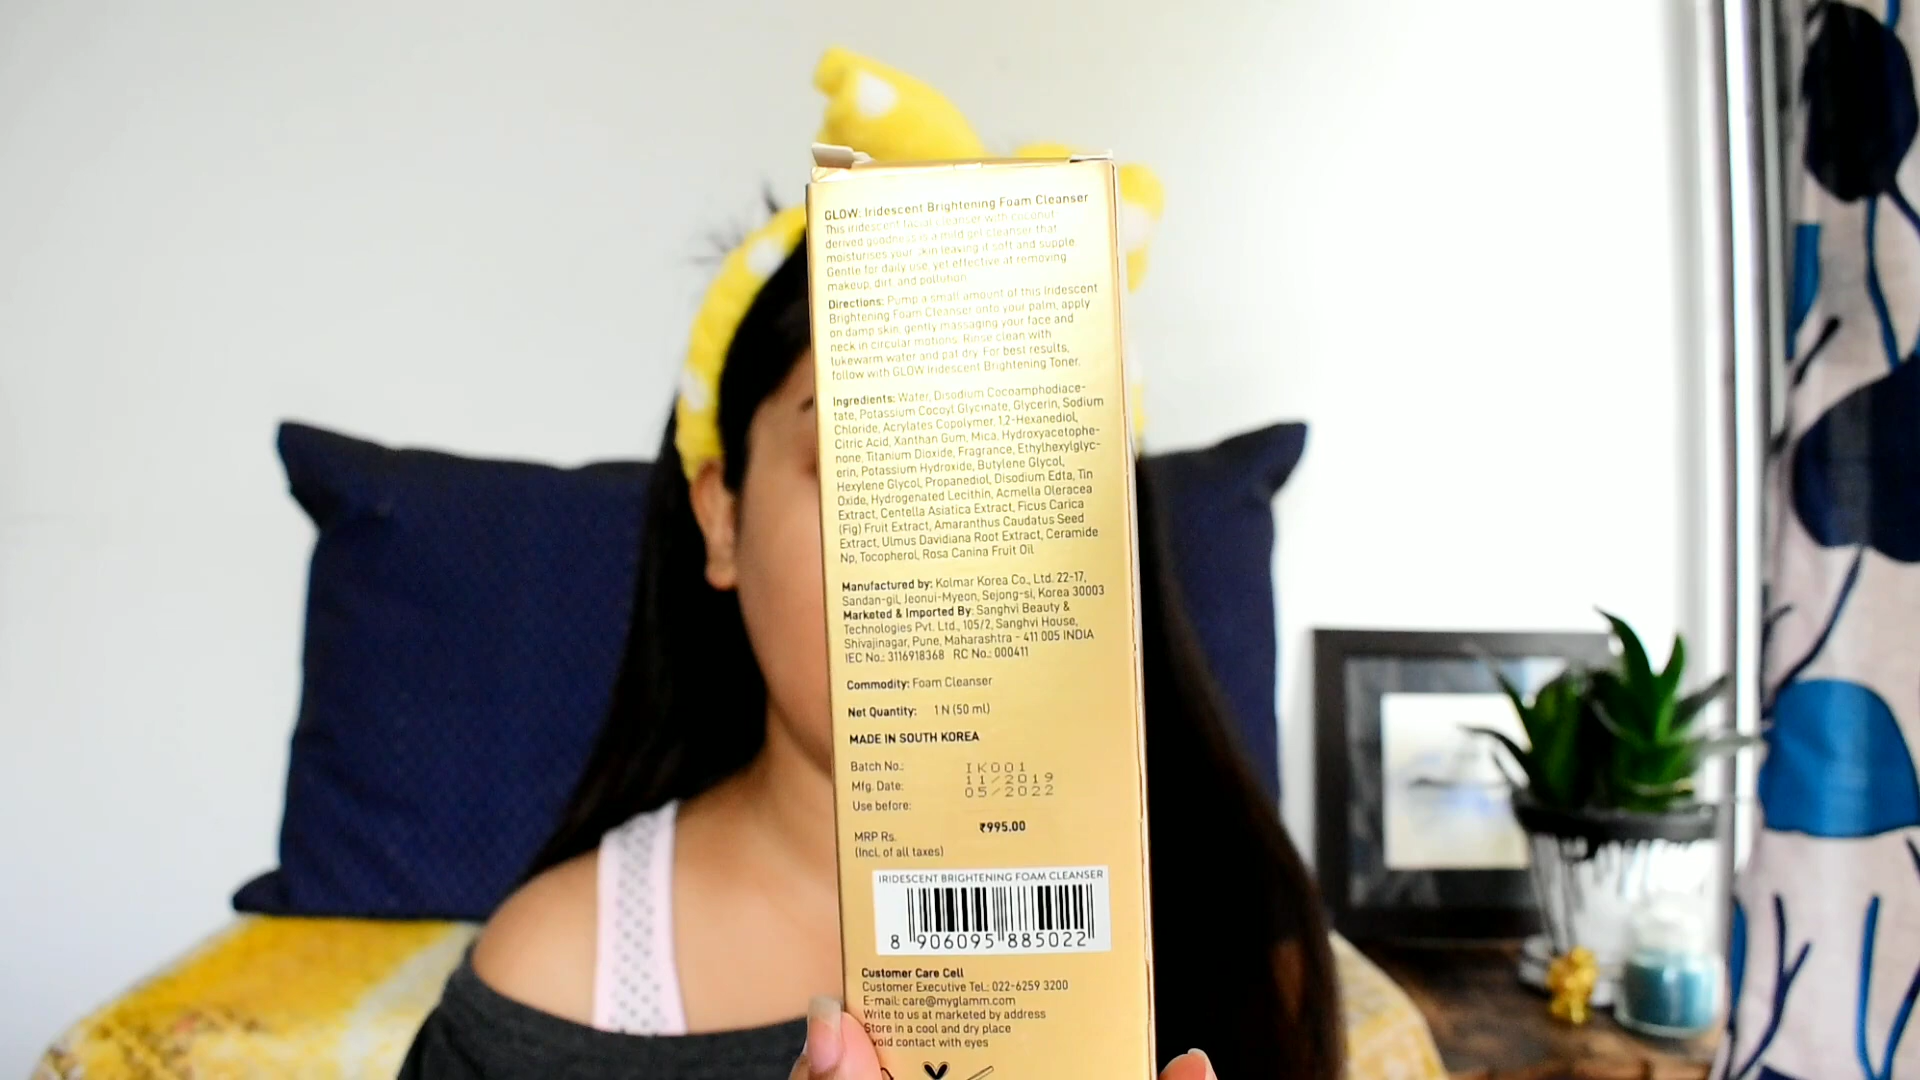 GLOW: Iridescent Brightening Foam Cleanser
This iridescent facial cleanser with coconut-
derived goodness is a mild gel cleanser that
moisturises your skin leaving it soft and supple.
Gentle for daily use, yet effective at removing
makeup, dirt and pollution.
Directions: Pump a small amount of this Iridescent
Brightening Foam Cleanser onto your palm, apply
on damp skin, gently massaging your face and
neck in circular motions. Rinse clean with
lukewarm water and pat dry. For best results,
follow with GLOW Iridescent Brightening Toner.
Ingredients: Water, Disodium Cocoamphodiace-
tate, Potassium Cocoyl Glycinate, Glycerin, Sodium
Chloride, Acrylates Copolymer, 1,2-Hexanediol,
Citric Acid, Xanthan Gum, Mica, Hydroxyacetophe-
none, Titanium Dioxide, Fragrance, Ethylhexylglyc-
erin, Potassium Hydroxide, Butylene Glycol,
Hexylene Glycol, Propanediol, Disodium Edta, Tin
Oxide, Hydrogenated Lecithin, Acmella Oleracea
Extract, Centella Asiatica Extract, Ficus Carica
(Fig) Fruit Extract, Amaranthus Caudatus Seed
Extract, Ulmus Davidiana Root Extract, Ceramide
Np, Tocopherol, Rosa Canina Fruit Oil
Manufactured by: Kolmar Korea Co., Ltd. 22-17,
Sandan-gil, Jeonui-Myeon, Sejong-si, Korea 30003
Marketed & Imported By: Sanghvi Beauty &
Technologies Pvt. Ltd., 105/2, Sanghvi House,
Shivajinagar, Pune, Maharashtra - 411 005 INDIA
IEC No.: 3116918368 RC No.: 000411
Commodity: Foam Cleanser
Net Quantity: 1 N (50 ml)
MADE IN SOUTH KOREA
Batch No.: IK001
Mfg. Date: 11/2019
Use before: 05/2022
MRP Rs. ₹995.00
(Incl. of all taxes)
IRIDESCENT BRIGHTENING FOAM CLEANSER
8 906095 885022
Customer Care Cell
Customer Executive Tel.: 022-6259 3200
E-mail: care@myglamm.com
Write to us at marketed by address
Store in a cool and dry place
void contact with eyes